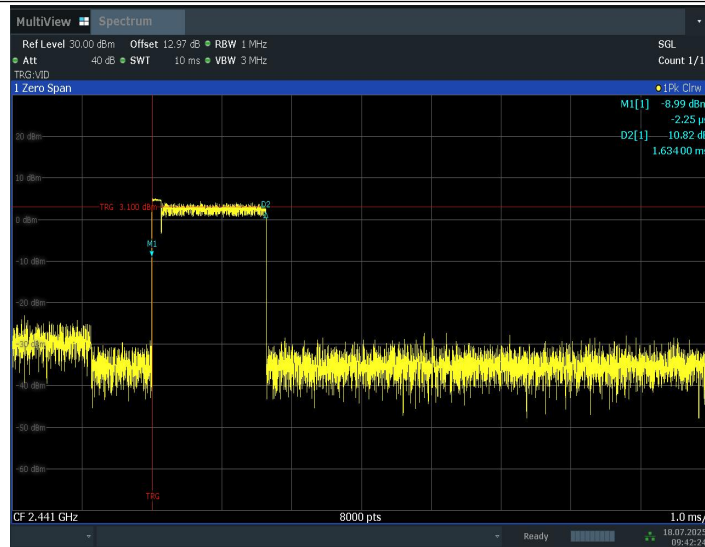 MultiView Spectrum
Ref Level 30.00 dBm Offset 12.97 dB RBW 1 MHz SGL
Att 40 dB SWT 10 ms VBW 3 MHz Count 1/1
TRG:VID
1 Zero Span 1Pk Clrw
M1[1] -8.99 dBm
-2.25 µs
D2[1] 10.82 dB
1.63400 ms
20 dBm
10 dBm
TRG 3.100 dBm
D2
0 dBm
M1
-10 dBm
-20 dBm
-30 dBm
-40 dBm
-50 dBm
-60 dBm
TRG
CF 2.441 GHz 8000 pts 1.0 ms/
Ready 18.07.2025
09:42:24